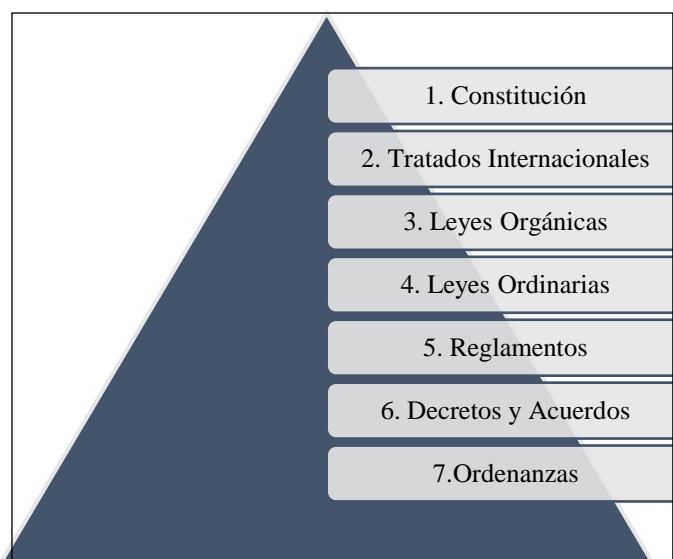 1. Constitución
2. Tratados Internacionales
3. Leyes Orgánicas
4. Leyes Ordinarias
5. Reglamentos
6. Decretos y Acuerdos
7.Ordenanzas